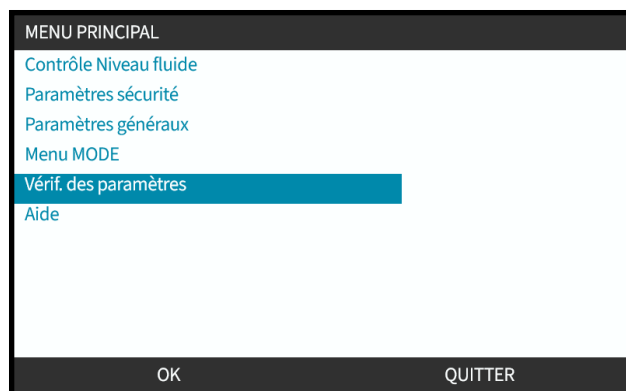 MENU PRINCIPAL
Contrôle Niveau fluide
Paramètres sécurité
Paramètres généraux
Menu MODE
Vérif. des paramètres
Aide
OK
QUITTER